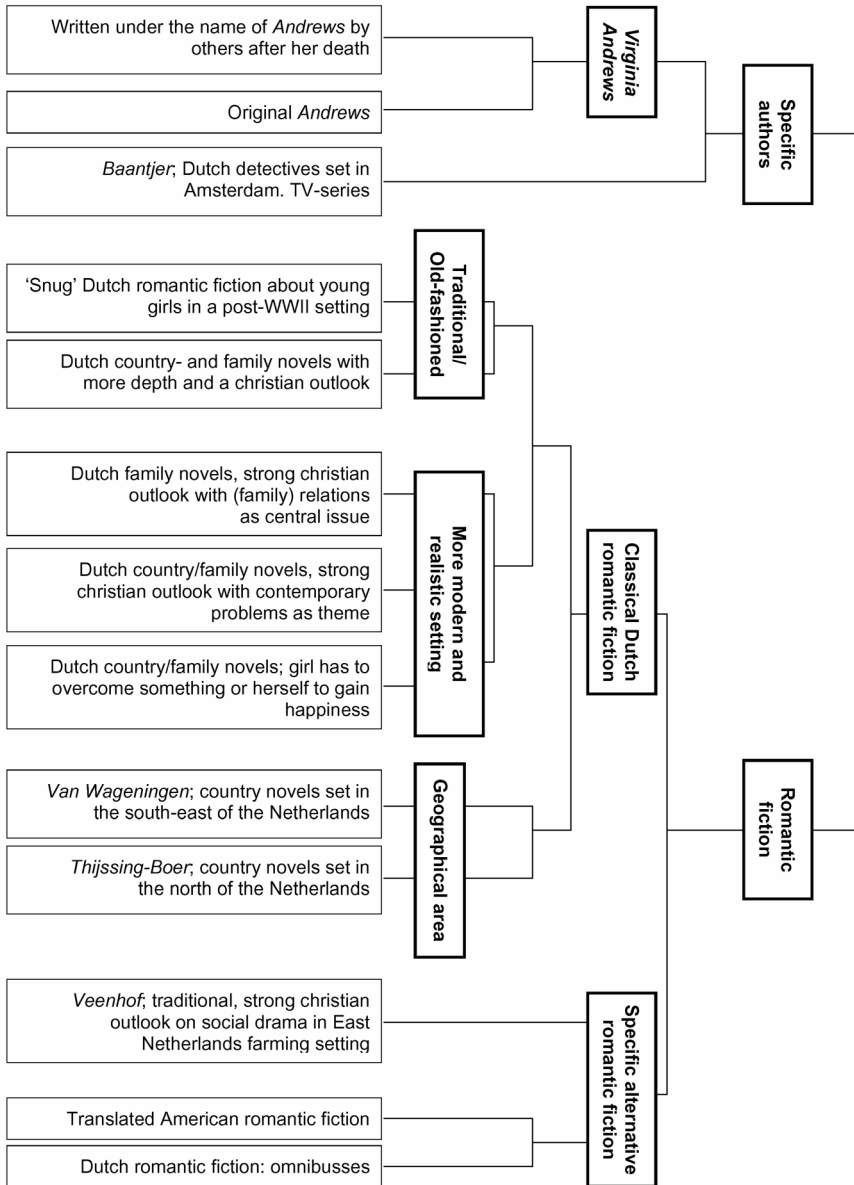 Written under the name of Andrews by
others after her death
Original Andrews
Virginia
Andrews
Baantjer; Dutch detectives set in
Amsterdam. TV-series
Specific
authors
‘Snug’ Dutch romantic fiction about young
girls in a post-WWII setting
Dutch country- and family novels with
more depth and a christian outlook
Traditional/
Old-fashioned
Dutch family novels, strong christian
outlook with (family) relations
as central issue
Dutch country/family novels, strong
christian outlook with contemporary
problems as theme
Dutch country/family novels; girl has to
overcome something or herself to gain
happiness
More modern and
realistic setting
Van Wageningen; country novels set in
the south-east of the Netherlands
Thijssing-Boer; country novels set in
the north of the Netherlands
Geographical area
Classical Dutch
romantic fiction
Veenhof; traditional, strong christian
outlook on social drama in East
Netherlands farming setting
Translated American romantic fiction
Dutch romantic fiction: omnibusses
Specific alternative
romantic fiction
Romantic
fiction